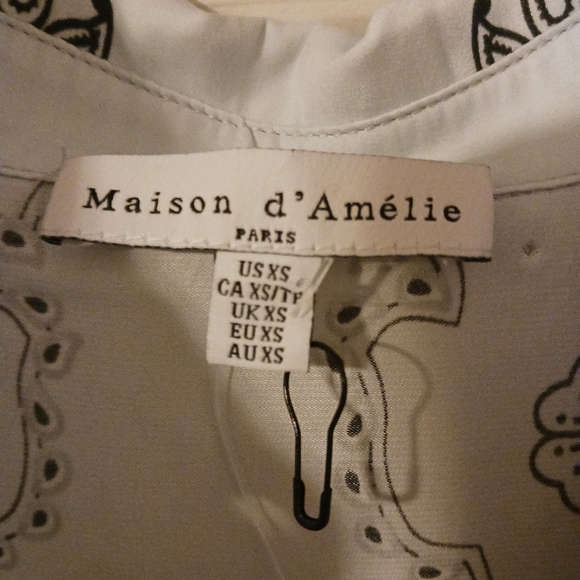 Maison d'Amélie
PARIS
US XS
CA XS/TP
UK XS
EU XS
AU XS